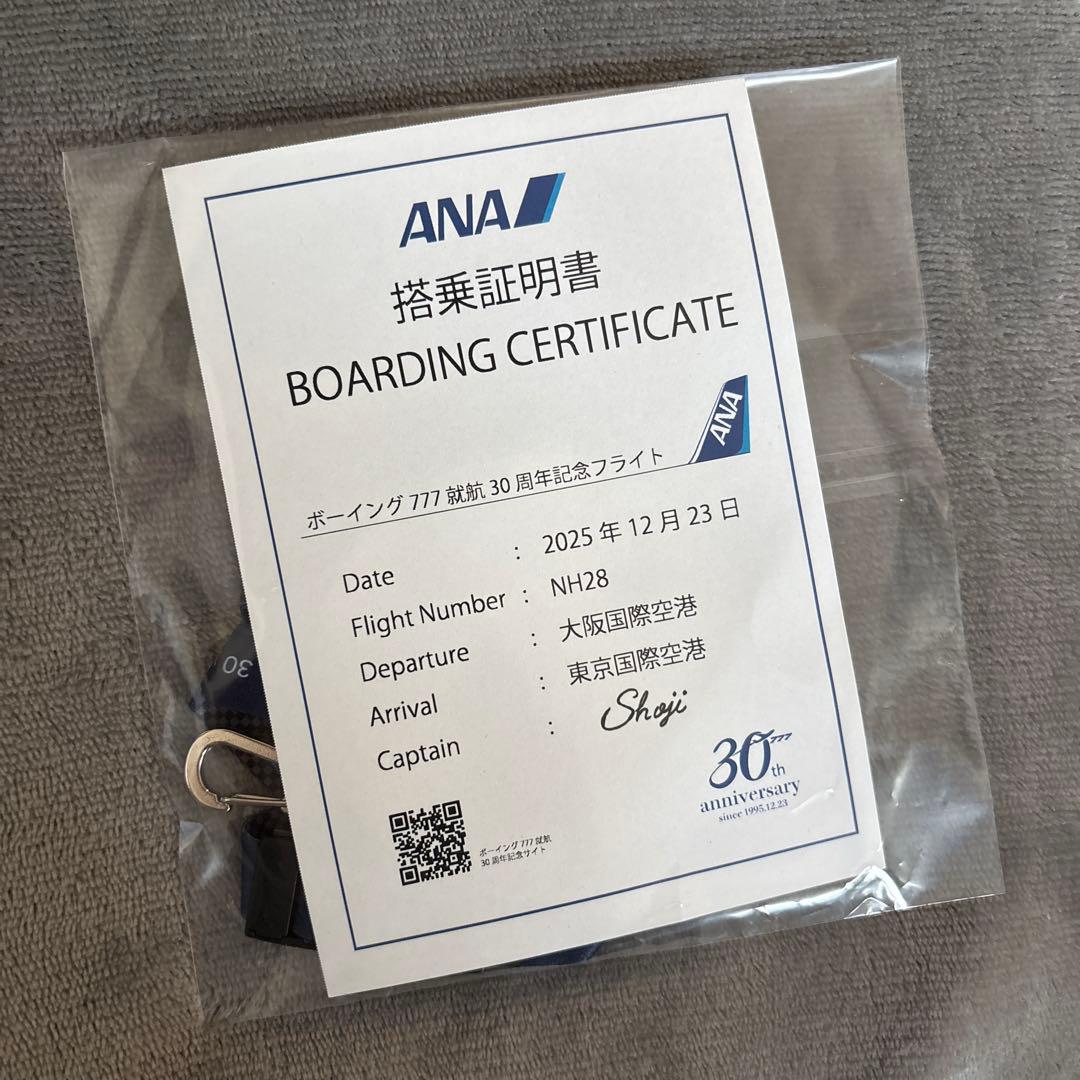 ANA
搭乗証明書
BOARDING CERTIFICATE
ANA
ボーイング 777 就航 30 周年記念フライト
Date : 2025 年 12 月 23 日
Flight Number : NH28
Departure : 大阪国際空港
Arrival : 東京国際空港
Captain : Shoji
30
30th 777
anniversary
since 1995.12.23
ボーイング 777 就航
30 周年記念サイト